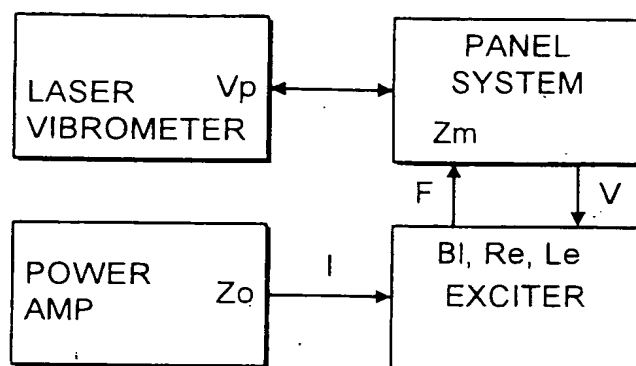 LASER
VIBROMETER
Vp
PANEL
SYSTEM
Zm
F
V
POWER
AMP
Zo
I
Bl, Re, Le
EXCITER